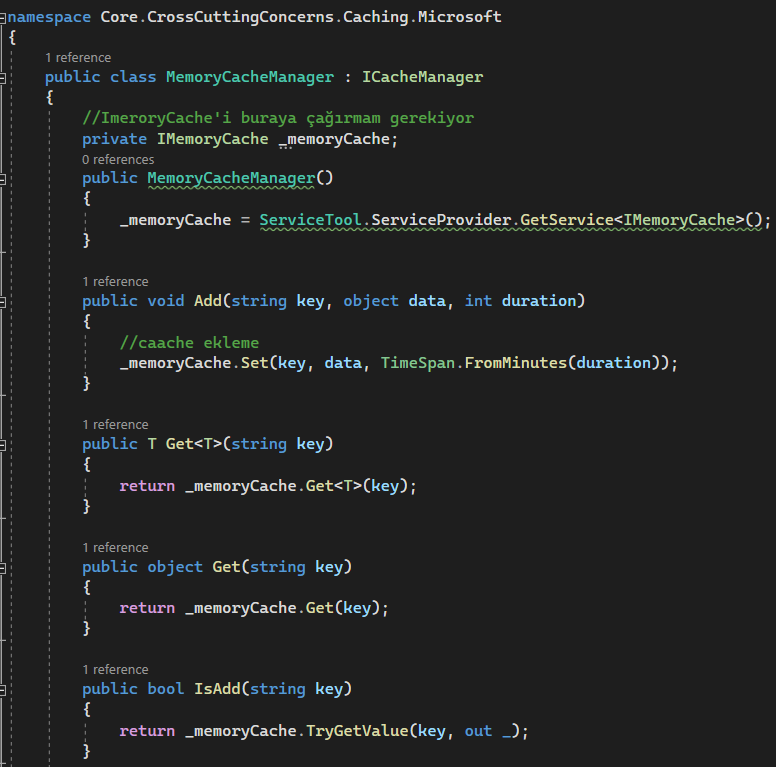 namespace Core.CrossCuttingConcerns.Caching.Microsoft
{
1 reference
public class MemoryCacheManager : ICacheManager
{
//ImeroryCache'i buraya çağırmam gerekiyor
private IMemoryCache _memoryCache;
0 references
public MemoryCacheManager()
{
_memoryCache = ServiceTool.ServiceProvider.GetService<IMemoryCache>();
}
1 reference
public void Add(string key, object data, int duration)
{
//caache ekleme
_memoryCache.Set(key, data, TimeSpan.FromMinutes(duration));
}
1 reference
public T Get<T>(string key)
{
return _memoryCache.Get<T>(key);
}
1 reference
public object Get(string key)
{
return _memoryCache.Get(key);
}
1 reference
public bool IsAdd(string key)
{
return _memoryCache.TryGetValue(key, out _);
}